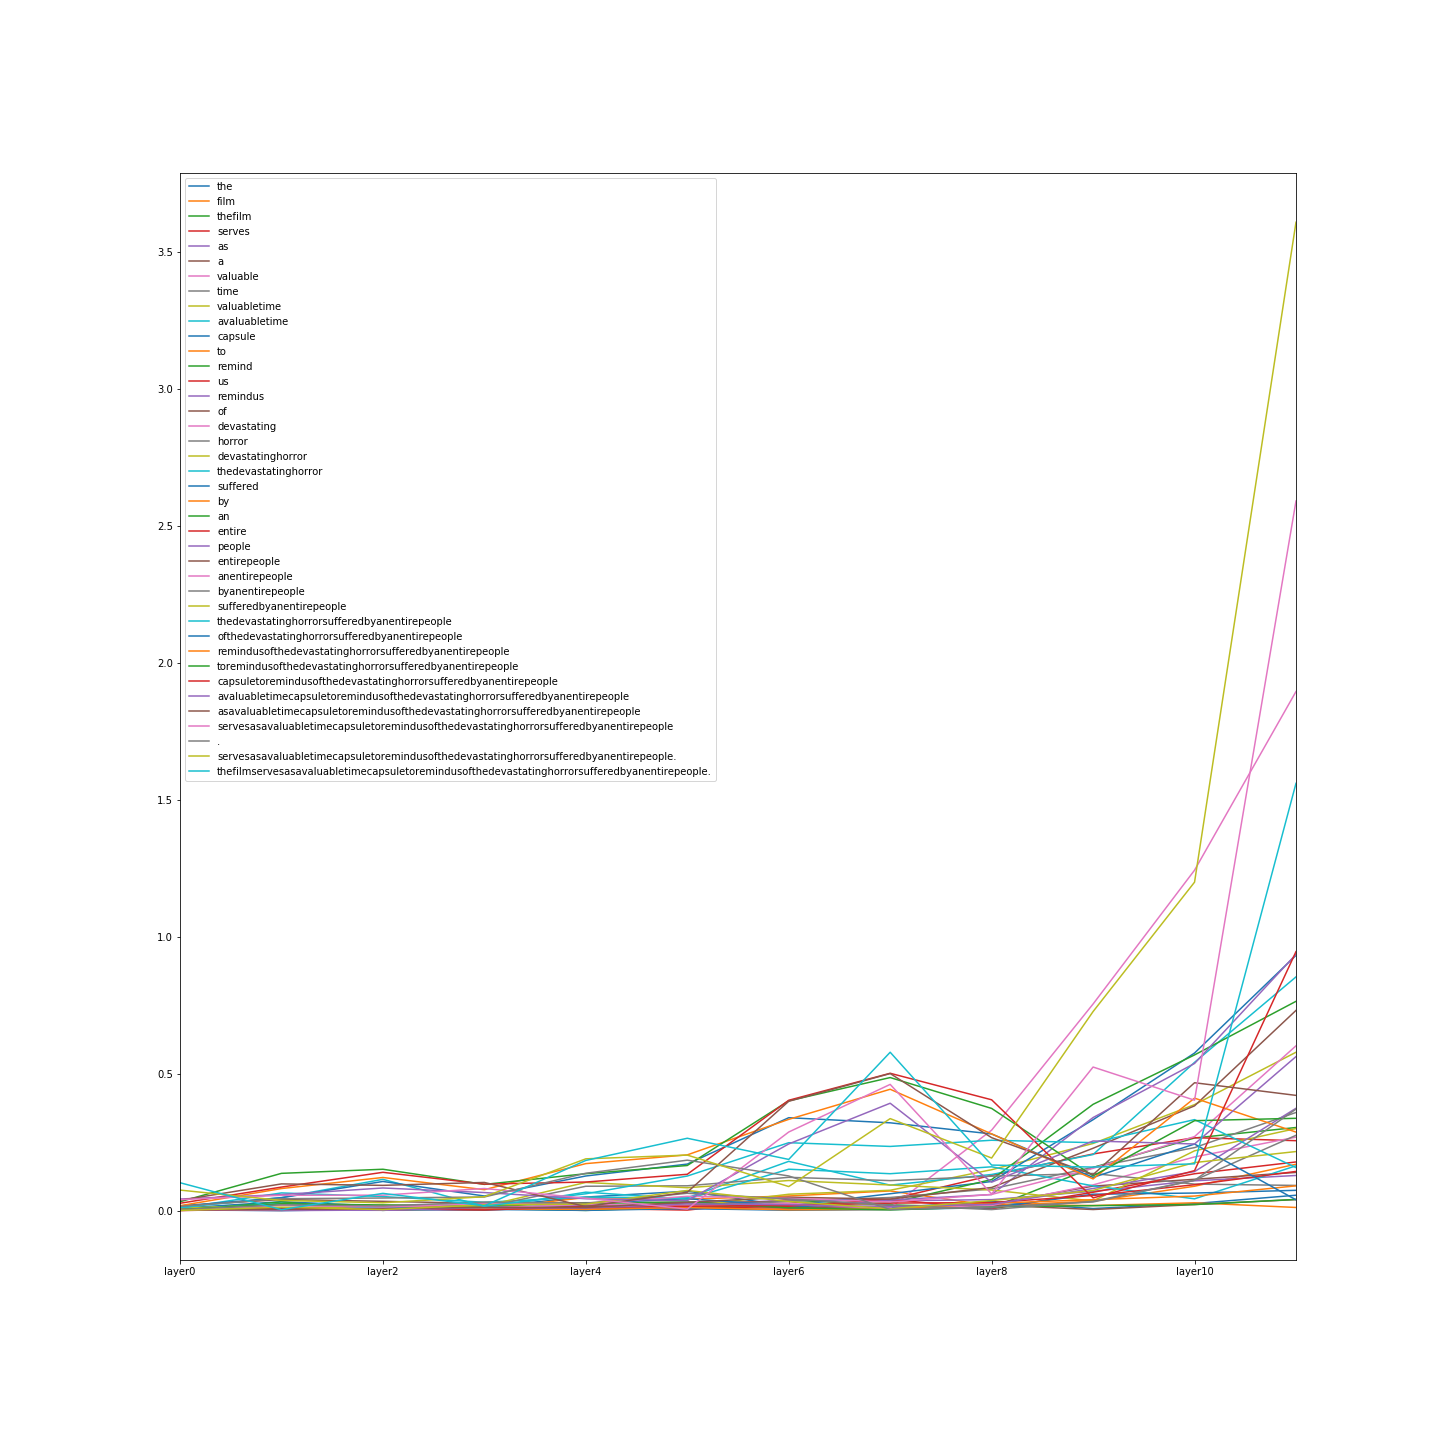 the
film
thefilm
serves
as
a
valuable
time
valuabletime
avaluabletime
capsule
to
remind
us
remindus
of
devastating
horror
devastatinghorror
thedevastatinghorror
suffered
by
an
entire
people
entirepeople
anentirepeople
byanentirepeople
sufferedbyanentirepeople
thedevastatinghorrorsufferedbyanentirepeople
ofthedevastatinghorrorsufferedbyanentirepeople
remindusofthedevastatinghorrorsufferedbyanentirepeople
toremindusofthedevastatinghorrorsufferedbyanentirepeople
capsuletoremindusofthedevastatinghorrorsufferedbyanentirepeople
avaluabletimecapsuletoremindusofthedevastatinghorrorsufferedbyanentirepeople
asavaluabletimecapsuletoremindusofthedevastatinghorrorsufferedbyanentirepeople
servesasavaluabletimecapsuletoremindusofthedevastatinghorrorsufferedbyanentirepeople
.
servesasavaluabletimecapsuletoremindusofthedevastatinghorrorsufferedbyanentirepeople.
thefilmservesasavaluabletimecapsuletoremindusofthedevastatinghorrorsufferedbyanentirepeople.
3.5
3.0
2.5
2.0
1.5
1.0
0.5
0.0
layer0 layer2 layer4 layer6 layer8 layer10